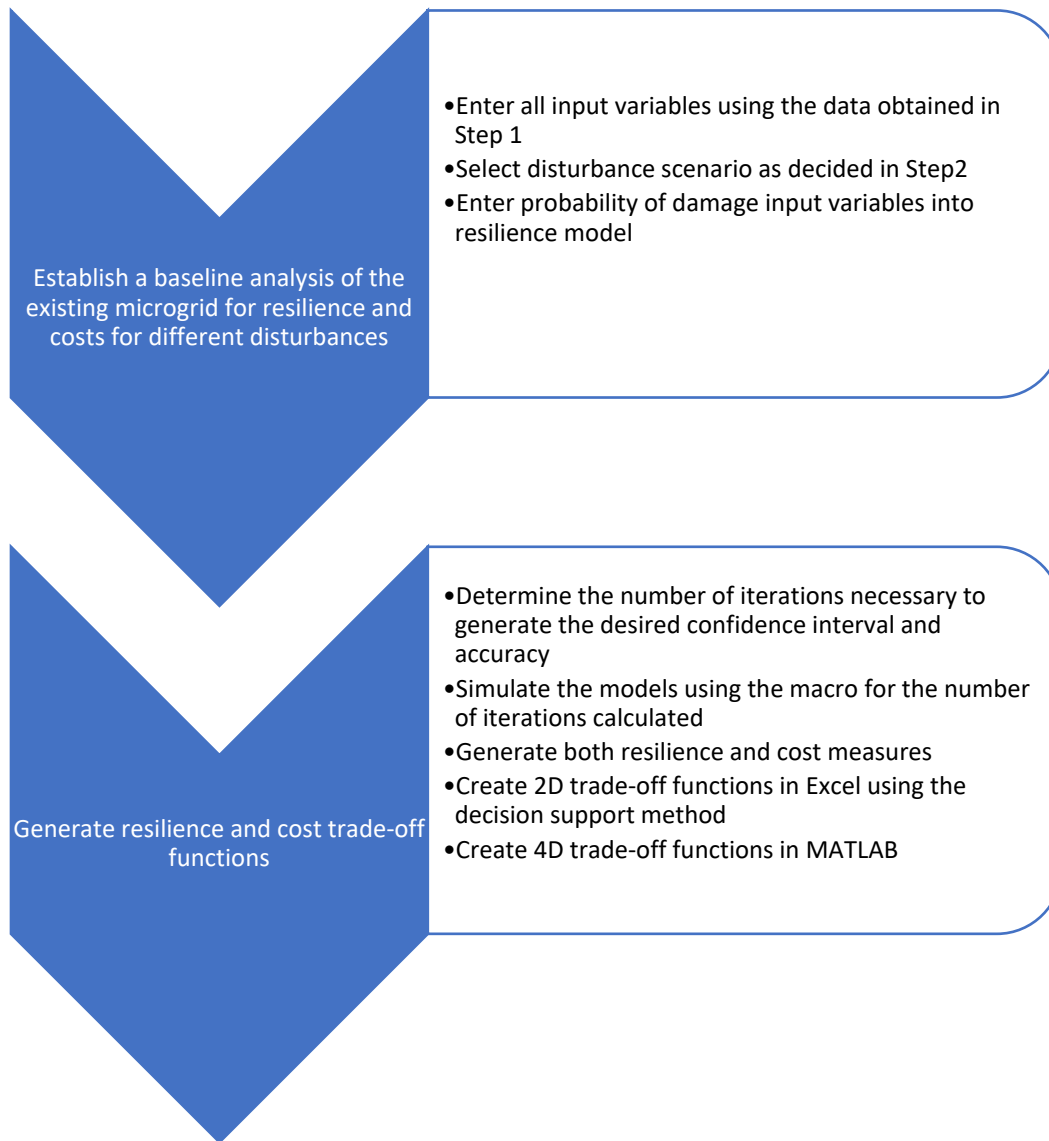 Establish a baseline analysis of the
existing microgrid for resilience and
costs for different disturbances
•Enter all input variables using the data obtained in
Step 1
•Select disturbance scenario as decided in Step2
•Enter probability of damage input variables into
resilience model
Generate resilience and cost trade-off
functions
•Determine the number of iterations necessary to
generate the desired confidence interval and
accuracy
•Simulate the models using the macro for the number
of iterations calculated
•Generate both resilience and cost measures
•Create 2D trade-off functions in Excel using the
decision support method
•Create 4D trade-off functions in MATLAB